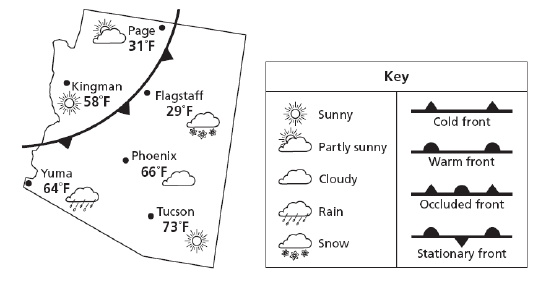 Page
31°F
Kingman
58°F
Flagstaff
29°F
Phoenix
66°F
Yuma
64°F
Tucson
73°F
Key
Sunny
Partly sunny
Cloudy
Rain
Snow
Cold front
Warm front
Occluded front
Stationary front